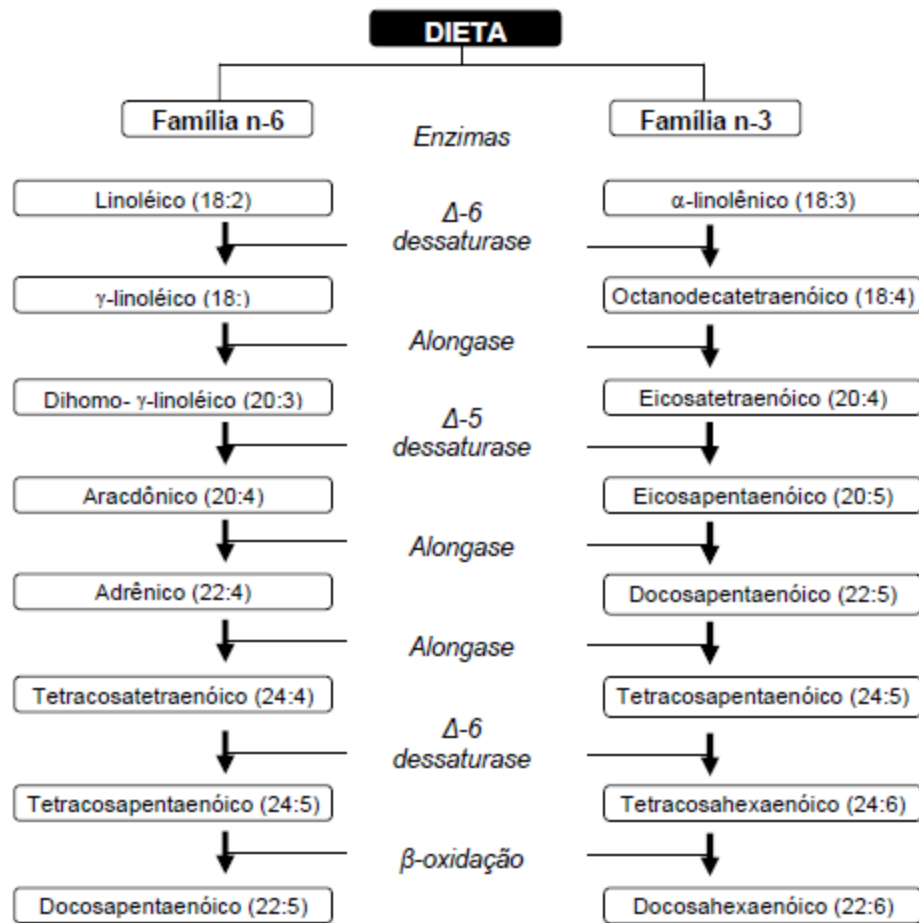 DIETA
Família n-6
Família n-3
Enzimas
Linoléico (18:2)
α-linolênico (18:3)
Δ-6
dessaturase
γ-linoléico (18:)
Octanodecatetraenóico (18:4)
Alongase
Dihomo- γ-linoléico (20:3)
Eicosatetraenóico (20:4)
Δ-5
dessaturase
Aracdônico (20:4)
Eicosapentaenóico (20:5)
Alongase
Adrênico (22:4)
Docosapentaenóico (22:5)
Alongase
Tetracosatetraenóico (24:4)
Tetracosapentaenóico (24:5)
Δ-6
dessaturase
Tetracosapentaenóico (24:5)
Tetracosahexaenóico (24:6)
β-oxidação
Docosapentaenóico (22:5)
Docosahexaenóico (22:6)